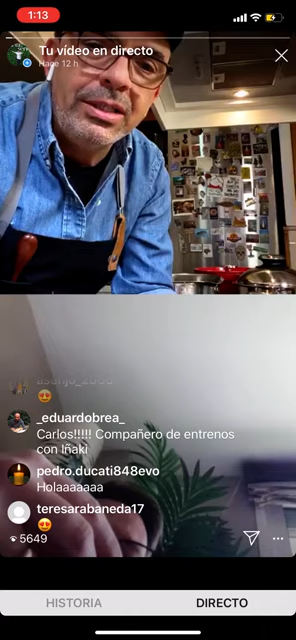 1:13
Tu vídeo en directo
Hace 12 h
😍
_eduardobrea_
Carlos!!!!! Compañero de entrenos
con Iñaki
pedro.ducati848evo
Holaaaaaaa
teresarabaneda17
😍
5649
HISTORIA
DIRECTO